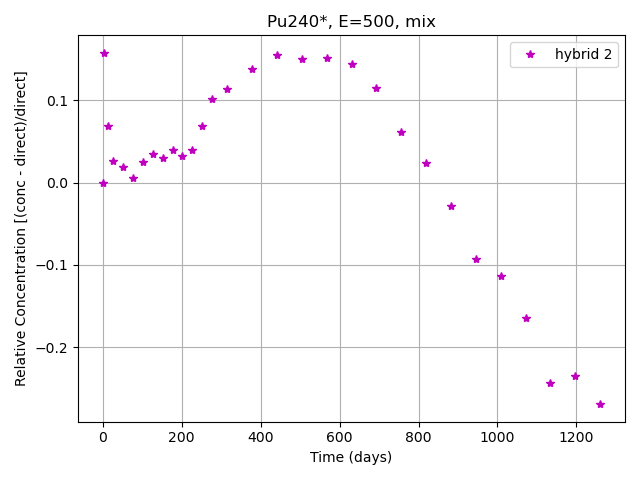 Pu240*, E=500, mix
hybrid 2
Relative Concentration [(conc - direct)/direct]
0.1
0.0
−0.1
−0.2
0 200 400 600 800 1000 1200
Time (days)